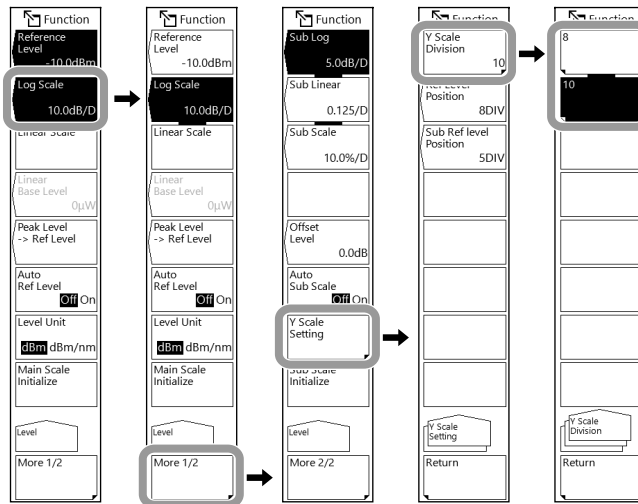 Function
Reference
Level
-10.0dBm
Log Scale
10.0dB/D
Linear Scale
Linear
Base Level
0µW
Peak Level
-> Ref Level
Auto
Ref Level
Off On
Level Unit
dBm dBm/nm
Main Scale
Initialize
Level
More 1/2
Function
Reference
Level
-10.0dBm
Log Scale
10.0dB/D
Linear Scale
Linear
Base Level
0µW
Peak Level
-> Ref Level
Auto
Ref Level
Off On
Level Unit
dBm dBm/nm
Main Scale
Initialize
Level
More 1/2
Function
Sub Log
5.0dB/D
Sub Linear
0.125/D
Sub Scale
10.0%/D
Offset
Level
0.0dB
Auto
Sub Scale
Off On
Y Scale
Setting
Sub Scale
Initialize
Level
More 2/2
Function
Y Scale
Division
10
Ref Level
Position
8DIV
Sub Ref level
Position
5DIV
Y Scale
Setting
Return
Function
8
10
Y Scale
Division
Return